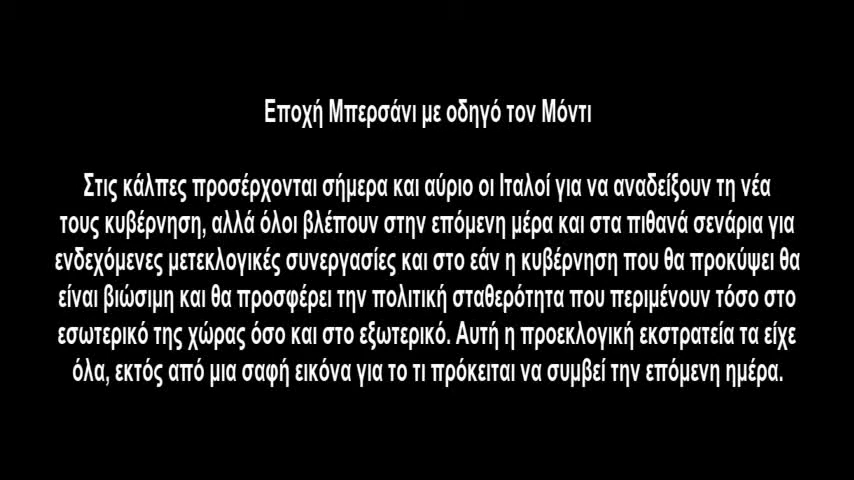 Εποχή Μπερσάνι με οδηγό τον Μόντι
Στις κάλπες προσέρχονται σήμερα και αύριο οι Ιταλοί για να αναδείξουν τη νέα
τους κυβέρνηση, αλλά όλοι βλέπουν στην επόμενη μέρα και στα πιθανά σενάρια για
ενδεχόμενες μετεκλογικές συνεργασίες και στο εάν η κυβέρνηση που θα προκύψει θα
είναι βιώσιμη και θα προσφέρει την πολιτική σταθερότητα που περιμένουν τόσο στο
εσωτερικό της χώρας όσο και στο εξωτερικό. Αυτή η προεκλογική εκστρατεία τα είχε
όλα, εκτός από μια σαφή εικόνα για το τι πρόκειται να συμβεί την επόμενη ημέρα.